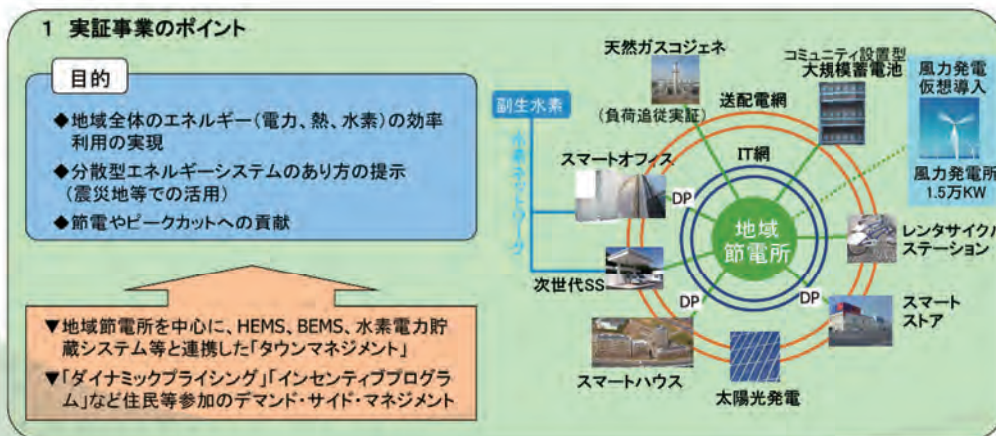 1 実証事業のポイント
目的
◆地域全体のエネルギー(電力、熱、水素)の効率
利用の実現
◆分散型エネルギーシステムのあり方の提示
(震災地等での活用)
◆節電やピークカットへの貢献
▼地域節電所を中心に、HEMS、BEMS、水素電力貯
蔵システム等と連携した「タウンマネジメント」
▼「ダイナミックプライシング」「インセンティブプログラ
ム」など住民等参加のデマンド・サイド・マネジメント
天然ガスコジェネ
(負荷追従実証)
コミュニティ設置型
大規模蓄電池
風力発電
仮想導入
風力発電所
1.5万KW
副生水素
送配電網
IT網
スマートオフィス
DP
地域
節電所
レンタサイクル
ステーション
次世代SS
DP
DP
スマート
ストア
スマートハウス
太陽光発電